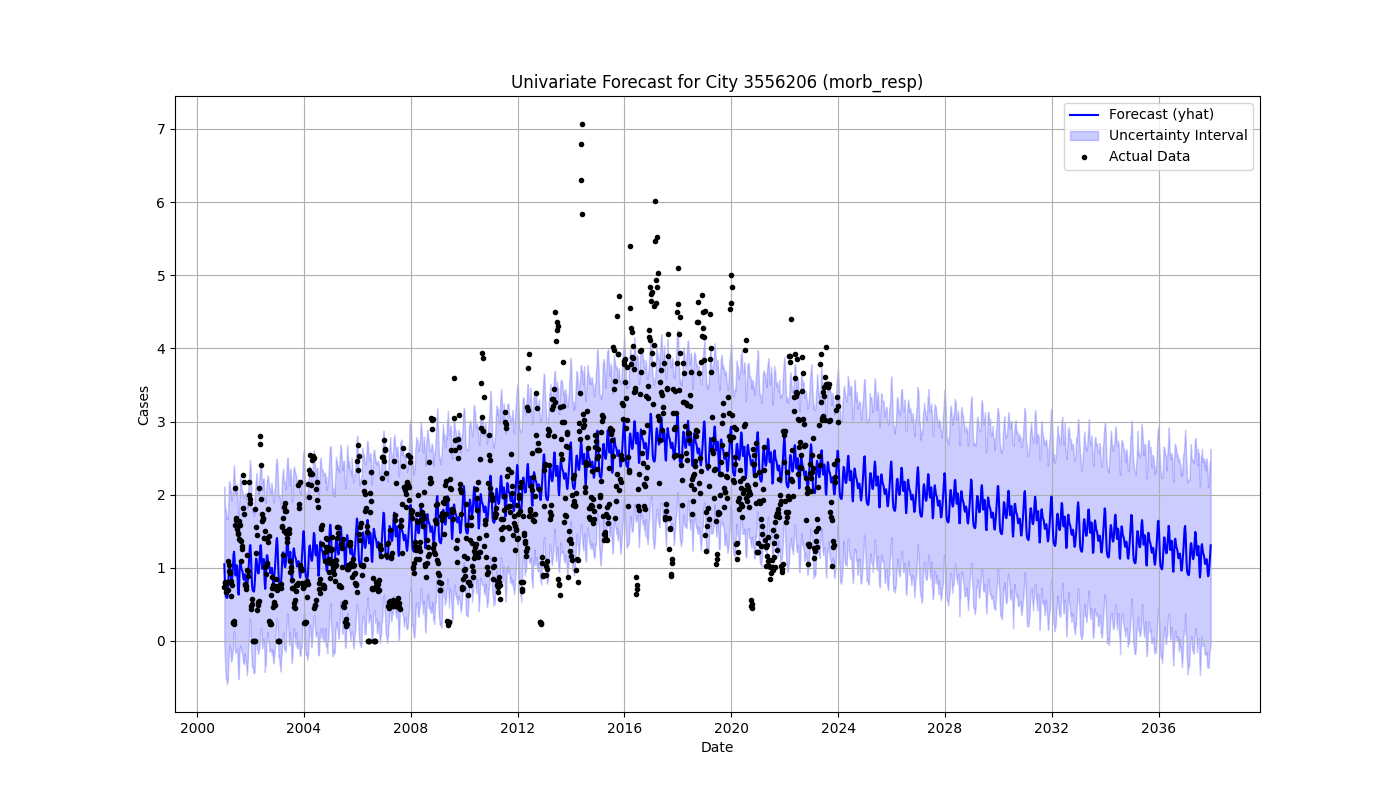 Univariate Forecast for City 3556206 (morb_resp)
Forecast (yhat)
Uncertainty Interval
Actual Data
7
6
5
4
3
2
1
0
Cases
2000 2004 2008 2012 2016 2020 2024 2028 2032 2036
Date